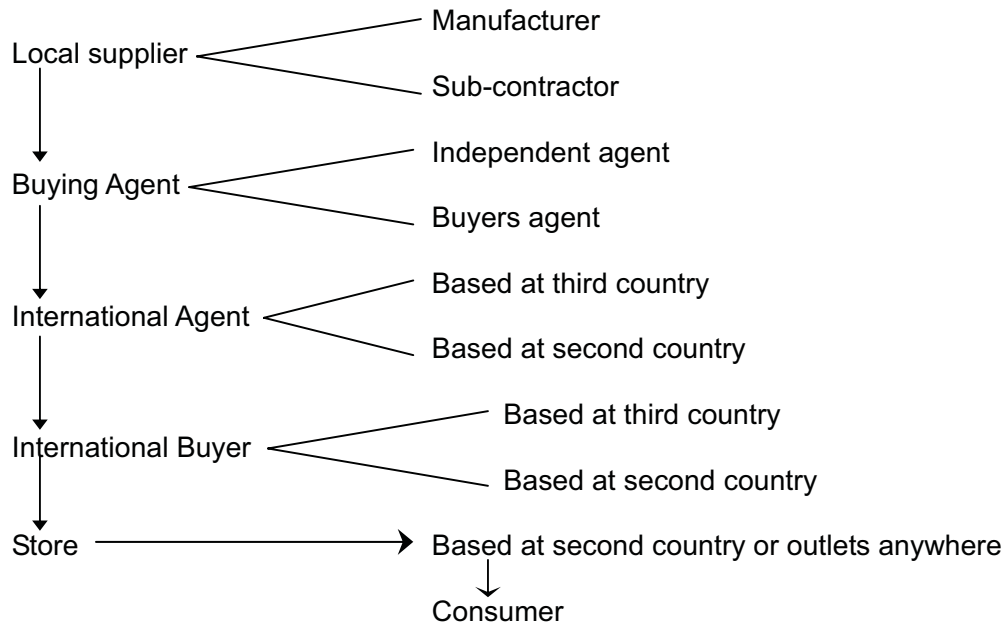 Manufacturer
Local supplier
Sub-contractor
Independent agent
Buying Agent
Buyers agent
Based at third country
International Agent
Based at second country
Based at third country
International Buyer
Based at second country
Store
Based at second country or outlets anywhere
Consumer